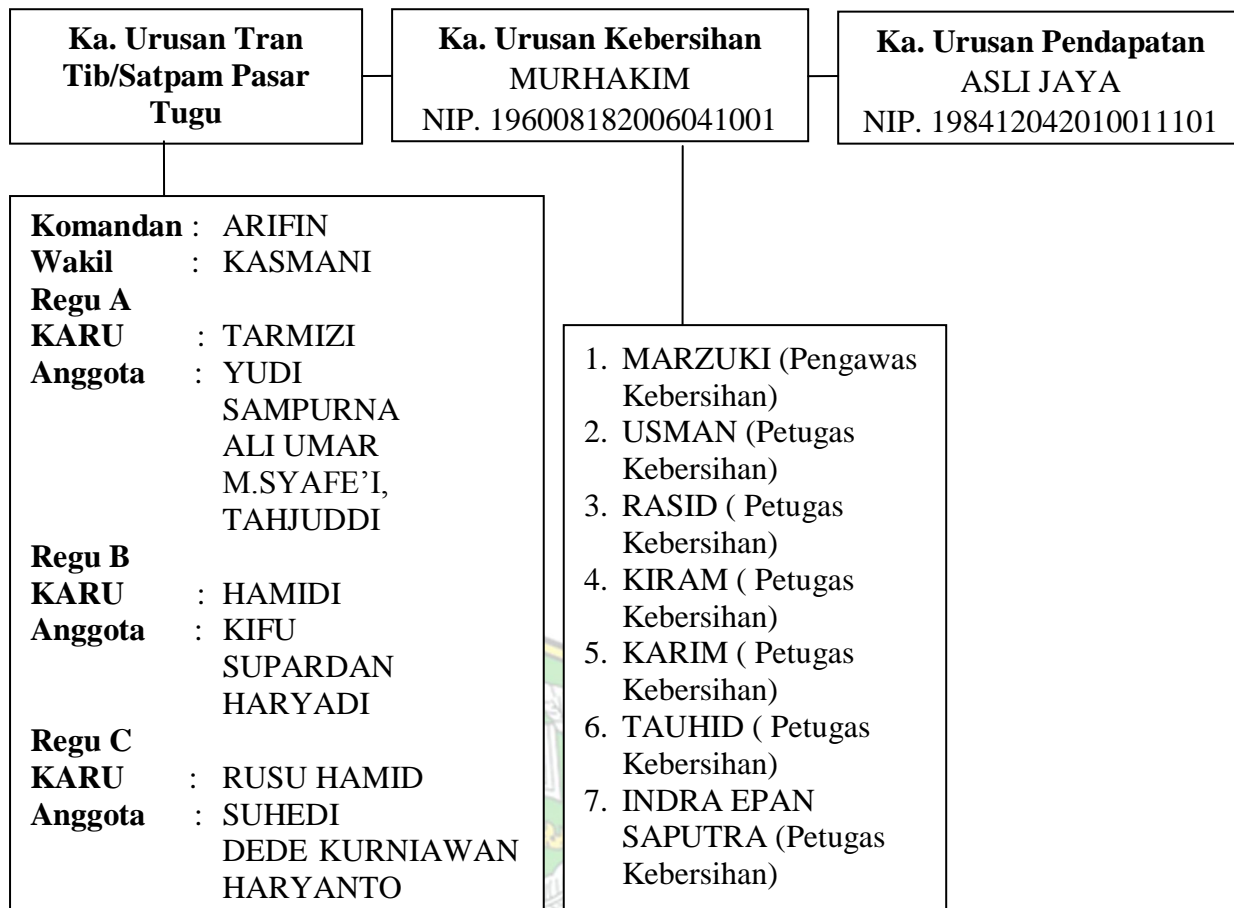 Ka. Urusan Tran
Tib/Satpam Pasar
Tugu
Ka. Urusan Kebersihan
MURHAKIM
NIP. 196008182006041001
Ka. Urusan Pendapatan
ASLI JAYA
NIP. 198412042010011101
Komandan : ARIFIN
Wakil : KASMANI
Regu A
KARU : TARMIZI
Anggota : YUDI
SAMPURNA
ALI UMAR
M.SYAFE’I,
TAHJUDDI
Regu B
KARU : HAMIDI
Anggota : KIFU
SUPARDAN
HARYADI
Regu C
KARU : RUSU HAMID
Anggota : SUHEDI
DEDE KURNIAWAN
HARYANTO
1. MARZUKI (Pengawas
Kebersihan)
2. USMAN (Petugas
Kebersihan)
3. RASID ( Petugas
Kebersihan)
4. KIRAM ( Petugas
Kebersihan)
5. KARIM ( Petugas
Kebersihan)
6. TAUHID ( Petugas
Kebersihan)
7. INDRA EPAN
SAPUTRA (Petugas
Kebersihan)